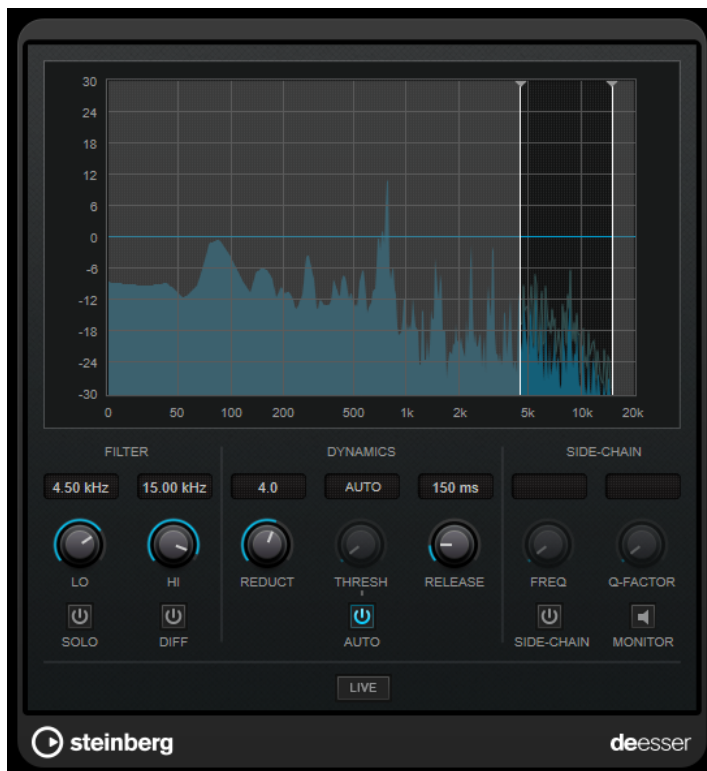 30
24
18
12
6
0
-6
-12
-18
-24
-30
0 50 100 200 500 1k 2k 5k 10k 20k
FILTER DYNAMICS SIDE-CHAIN
4.50 kHz 15.00 kHz 4.0 AUTO 150 ms
LO HI REDUCT THRESH RELEASE FREQ Q-FACTOR
SOLO DIFF AUTO SIDE-CHAIN MONITOR
LIVE
steinberg deesser